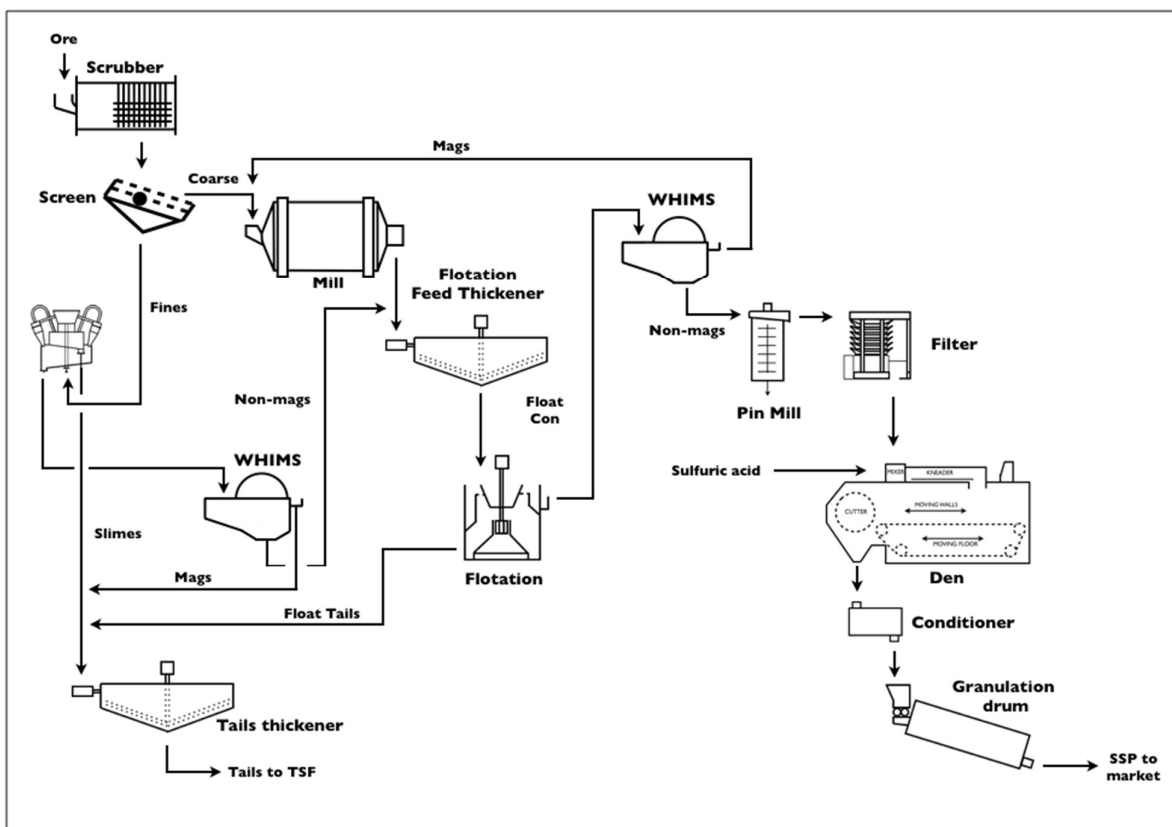 Ore
Scrubber
Mags
Coarse
Screen
WHIMS
Mill
Flotation
Feed Thickener
Fines
Non-mags
Filter
Non-mags
Float
Con
Pin Mill
WHIMS
Sulfuric acid
MIXER
KNEADER
CUTTER
MOVING WALLS
MOVING FLOOR
Slimes
Mags
Flotation
Den
Float Tails
Conditioner
Granulation
drum
Tails thickener
Tails to TSF
SSP to
market